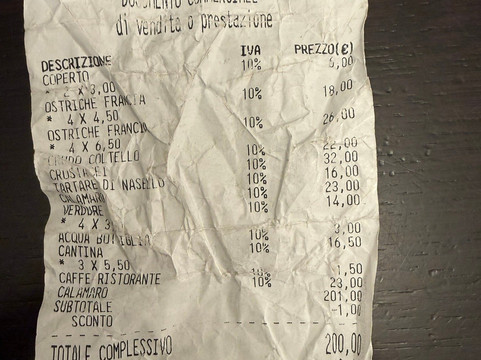 DOCUMENTO COMMERCIALE
di vendita o prestazione
DESCRIZIONE IVA PREZZO(€)
COPERTO 10% 6,00
* 2 X 3,00
OSTRICHE FRANCIA 10% 18,00
* 4 X 4,50
OSTRICHE FRANCIA 10% 26,00
* 4 X 6,50
COLTELLO 10% 22,00
10% 32,00
TARTARE DI NASELLO 10% 16,00
CALAMARI 10% 23,00
VERDURE 10% 14,00
* 4 X 3
ACQUA 10% 3,00
CANTINA 10% 16,50
* 3 X 5,50
CAFFE RISTORANTE 10% 1,50
CALAMARO 10% 23,00
SUBTOTALE 201,00
SCONTO -1,00
TOTALE COMPLESSIVO 200,00